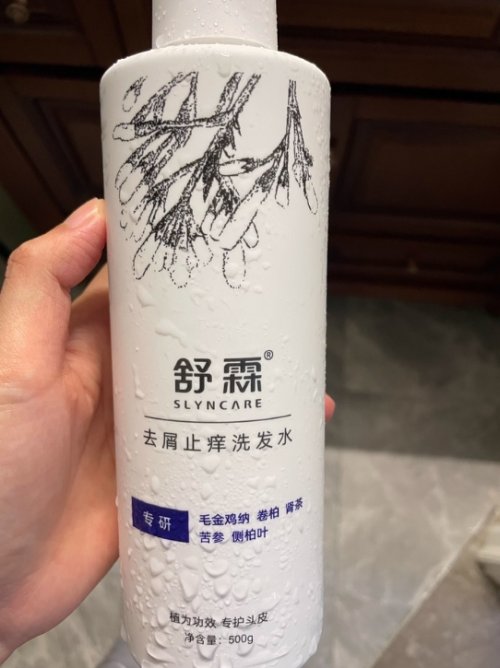 舒霖®
SLYNCARE
去屑止痒洗发水
专研
毛金鸡纳 卷柏 肾茶
苦参 侧柏叶
植为功效 专护头皮
净含量：500g